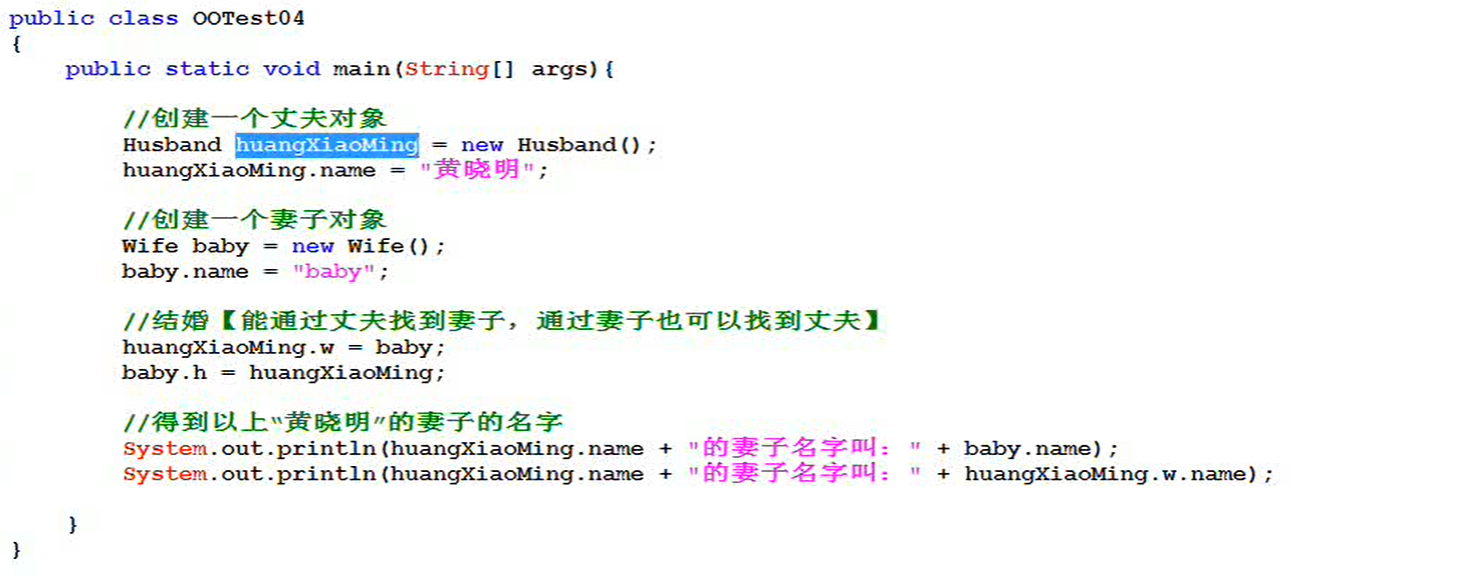 public class OOTest04
{
public static void main(String[] args){
//创建一个丈夫对象
Husband huangXiaoMing = new Husband();
huangXiaoMing.name = "黄晓明";
//创建一个妻子对象
Wife baby = new Wife();
baby.name = "baby";
//结婚【能通过丈夫找到妻子，通过妻子也可以找到丈夫】
huangXiaoMing.w = baby;
baby.h = huangXiaoMing;
//得到以上“黄晓明”的妻子的名字
System.out.println(huangXiaoMing.name + "的妻子名字叫：" + baby.name);
System.out.println(huangXiaoMing.name + "的妻子名字叫：" + huangXiaoMing.w.name);
}
}